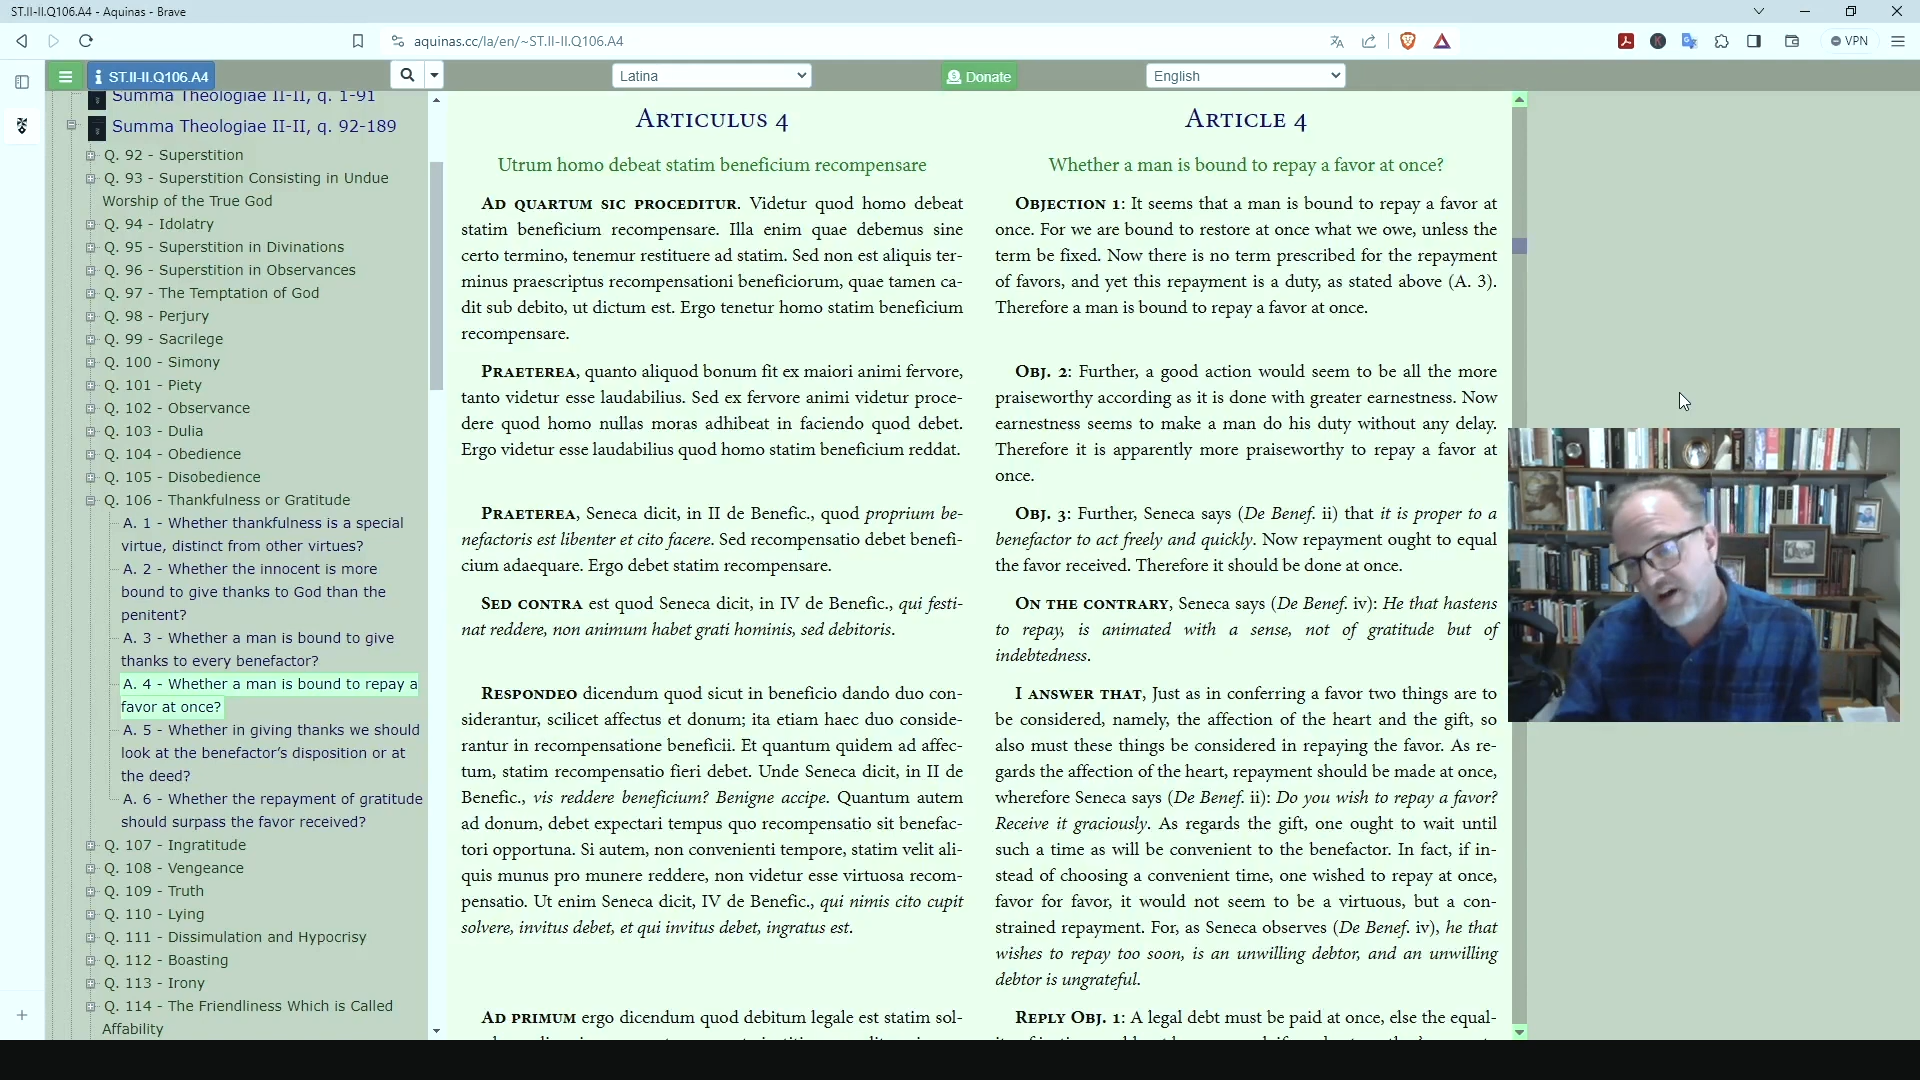 ST.II-II.Q106.A4 - Aquinas - Brave
aquinas.cc/la/en/~ST.II-II.Q106.A4
VPN
ST.II-II.Q106.A4
Latina
Donate
English
Summa Theologiae II-II, q. 1-91
Summa Theologiae II-II, q. 92-189
Q. 92 - Superstition
Q. 93 - Superstition Consisting in Undue
Worship of the True God
Q. 94 - Idolatry
Q. 95 - Superstition in Divinations
Q. 96 - Superstition in Observances
Q. 97 - The Temptation of God
Q. 98 - Perjury
Q. 99 - Sacrilege
Q. 100 - Simony
Q. 101 - Piety
Q. 102 - Observance
Q. 103 - Dulia
Q. 104 - Obedience
Q. 105 - Disobedience
Q. 106 - Thankfulness or Gratitude
A. 1 - Whether thankfulness is a special
virtue, distinct from other virtues?
A. 2 - Whether the innocent is more
bound to give thanks to God than the
penitent?
A. 3 - Whether a man is bound to give
thanks to every benefactor?
A. 4 - Whether a man is bound to repay a
favor at once?
A. 5 - Whether in giving thanks we should
look at the benefactor's disposition or at
the deed?
A. 6 - Whether the repayment of gratitude
should surpass the favor received?
Q. 107 - Ingratitude
Q. 108 - Vengeance
Q. 109 - Truth
Q. 110 - Lying
Q. 111 - Dissimulation and Hypocrisy
Q. 112 - Boasting
Q. 113 - Irony
Q. 114 - The Friendliness Which is Called
Affability
Articulus 4
Utrum homo debeat statim beneficium recompensare
Ad quartum sic proceditur. Videtur quod homo debeat
statim beneficium recompensare. Illa enim quae debemus sine
certo termino, tenemur restituere ad statim. Sed non est aliquis ter-
minus praescriptus recompensationi beneficiorum, quae tamen ca-
dit sub debito, ut dictum est. Ergo tenetur homo statim beneficium
recompensare.
Praeterea, quanto aliquod bonum fit ex maiori animi fervore,
tanto videtur esse laudabilius. Sed ex fervore animi videtur proce-
dere quod homo nullas moras adhibeat in faciendo quod debet.
Ergo videtur esse laudabilius quod homo statim beneficium reddat.
Praeterea, Seneca dicit, in II de Benefic., quod proprium be-
nefactoris est libenter et cito facere. Sed recompensatio debet benefi-
cium adaequare. Ergo debet statim recompensare.
Sed contra est quod Seneca dicit, in IV de Benefic., qui festi-
nat reddere, non animum habet grati hominis, sed debitoris.
Respondeo dicendum quod sicut in beneficio dando duo con-
siderantur, scilicet affectus et donum; ita etiam haec duo conside-
rantur in recompensatione beneficii. Et quantum quidem ad affec-
tum, statim recompensatio fieri debet. Unde Seneca dicit, in II de
Benefic., vis reddere beneficium? Benigne accipe. Quantum autem
ad donum, debet expectari tempus quo recompensatio sit benefac-
tori opportuna. Si autem, non convenienti tempore, statim velit ali-
quis munus pro munere reddere, non videtur esse virtuosa recom-
pensatio. Ut enim Seneca dicit, IV de Benefic., qui nimis cito cupit
solvere, invitus debet, et qui invitus debet, ingratus est.
Ad primum ergo dicendum quod debitum legale est statim sol-
Article 4
Whether a man is bound to repay a favor at once?
Objection 1: It seems that a man is bound to repay a favor at
once. For we are bound to restore at once what we owe, unless the
term be fixed. Now there is no term prescribed for the repayment
of favors, and yet this repayment is a duty, as stated above (A. 3).
Therefore a man is bound to repay a favor at once.
Obj. 2: Further, a good action would seem to be all the more
praiseworthy according as it is done with greater earnestness. Now
earnestness seems to make a man do his duty without any delay.
Therefore it is apparently more praiseworthy to repay a favor at
once.
Obj. 3: Further, Seneca says (De Benef. ii) that it is proper to a
benefactor to act freely and quickly. Now repayment ought to equal
the favor received. Therefore it should be done at once.
On the contrary, Seneca says (De Benef. iv): He that hastens
to repay, is animated with a sense, not of gratitude but of
indebtedness.
I answer that, Just as in conferring a favor two things are to
be considered, namely, the affection of the heart and the gift, so
also must these things be considered in repaying the favor. As re-
gards the affection of the heart, repayment should be made at once,
wherefore Seneca says (De Benef. ii): Do you wish to repay a favor?
Receive it graciously. As regards the gift, one ought to wait until
such a time as will be convenient to the benefactor. In fact, if in-
stead of choosing a convenient time, one wished to repay at once,
favor for favor, it would not seem to be a virtuous, but a con-
strained repayment. For, as Seneca observes (De Benef. iv), he that
wishes to repay too soon, is an unwilling debtor, and an unwilling
debtor is ungrateful.
Reply Obj. 1: A legal debt must be paid at once, else the equal-